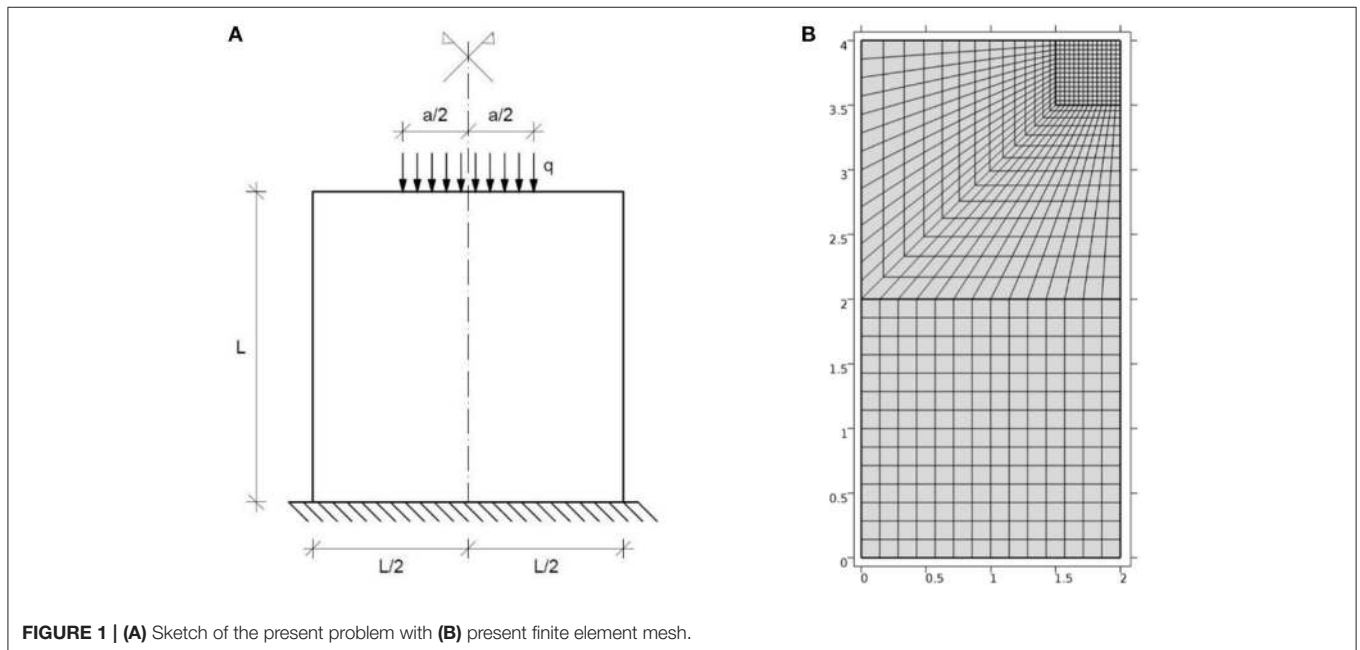 A
a/2
a/2
q
L
L/2
L/2
B
4
3.5
3
2.5
2
1.5
1
0.5
0
0
0.5
1
1.5
2
FIGURE 1 | (A) Sketch of the present problem with (B) present finite element mesh.